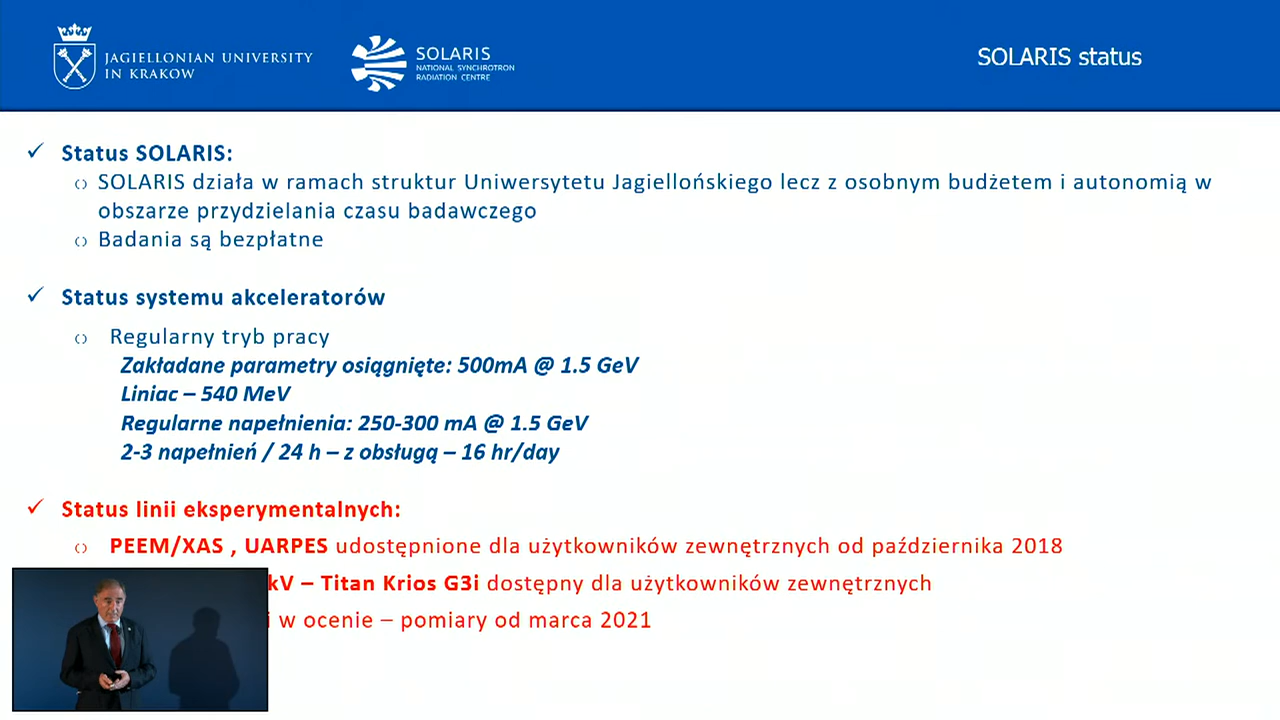 JAGIELLONIAN UNIVERSITY
IN KRAKOW
SOLARIS
NATIONAL SYNCHROTRON
RADIATION CENTRE
SOLARIS status
Status SOLARIS:
SOLARIS działa w ramach struktur Uniwersytetu Jagiellońskiego lecz z osobnym budżetem i autonomią w
obszarze przydzielania czasu badawczego
Badania są bezpłatne
Status systemu akceleratorów
Regularny tryb pracy
Zakładane parametry osiągnięte: 500mA @ 1.5 GeV
Liniac – 540 MeV
Regularne napełnienia: 250-300 mA @ 1.5 GeV
2-3 napełnień / 24 h – z obsługą – 16 hr/day
Status linii eksperymentalnych:
PEEM/XAS , UARPES udostępnione dla użytkowników zewnętrznych od października 2018
kV – Titan Krios G3i dostępny dla użytkowników zewnętrznych
i w ocenie – pomiary od marca 2021